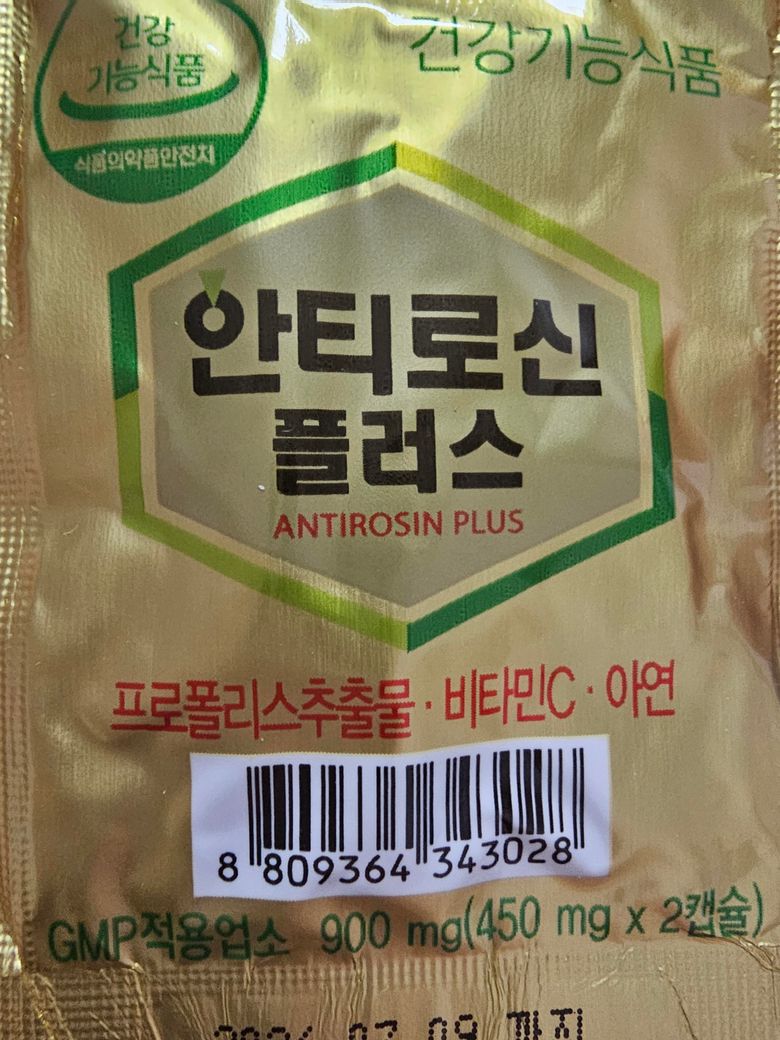 건강
기능식품
식품의약품안전처
건강기능식품
안티로신
플러스
ANTIROSIN PLUS
프로폴리스추출물 · 비타민C · 아연
8 809364 343028
GMP적용업소 900 mg(450 mg x 2캡슐)
까지